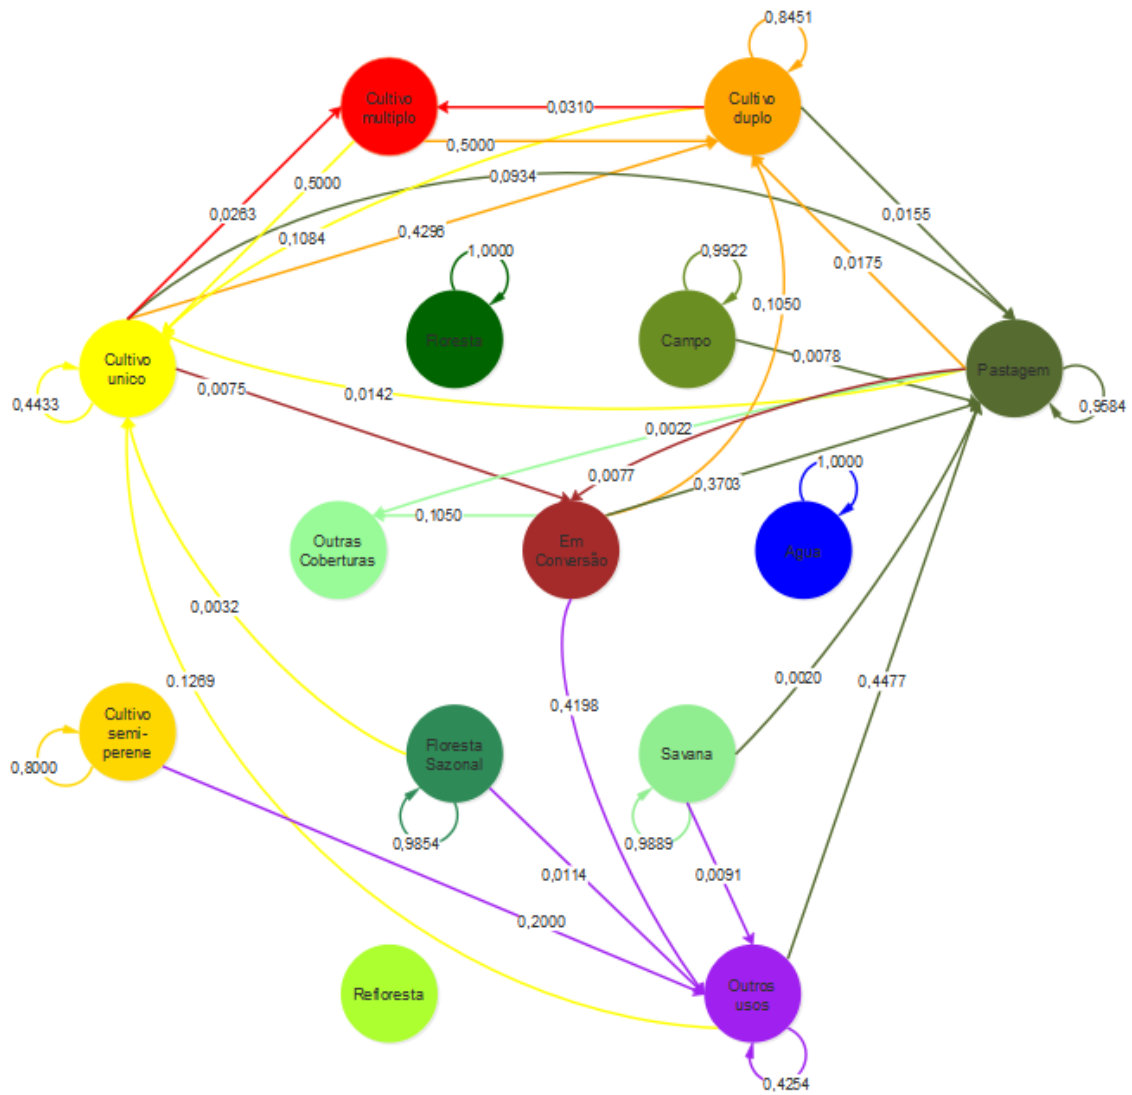 0,8451
Cultivo
multiplo
Cultivo
duplo
0,0310
0,5000
0,5000
0,0934
0,0263
0,0155
0,4296
0,1084
1,0000
0,9922
0,0175
0,1050
Floresta
Campo
Cultivo
unico
0,0078
Pastagem
0,4433
0,0075
0,0142
0,9584
0,0022
1,0000
0,0077
0,3703
0,1050
Outras
Coberturas
Em
Conversão
Agua
0,0032
0.1269
0,0020
0,4477
0,4198
Cultivo
semi-
perene
Floresta
Sazonal
Savana
0,8000
0,9854
0,9889
0,0114
0,0091
0,2000
Refloresta
Outros
usos
0,4254